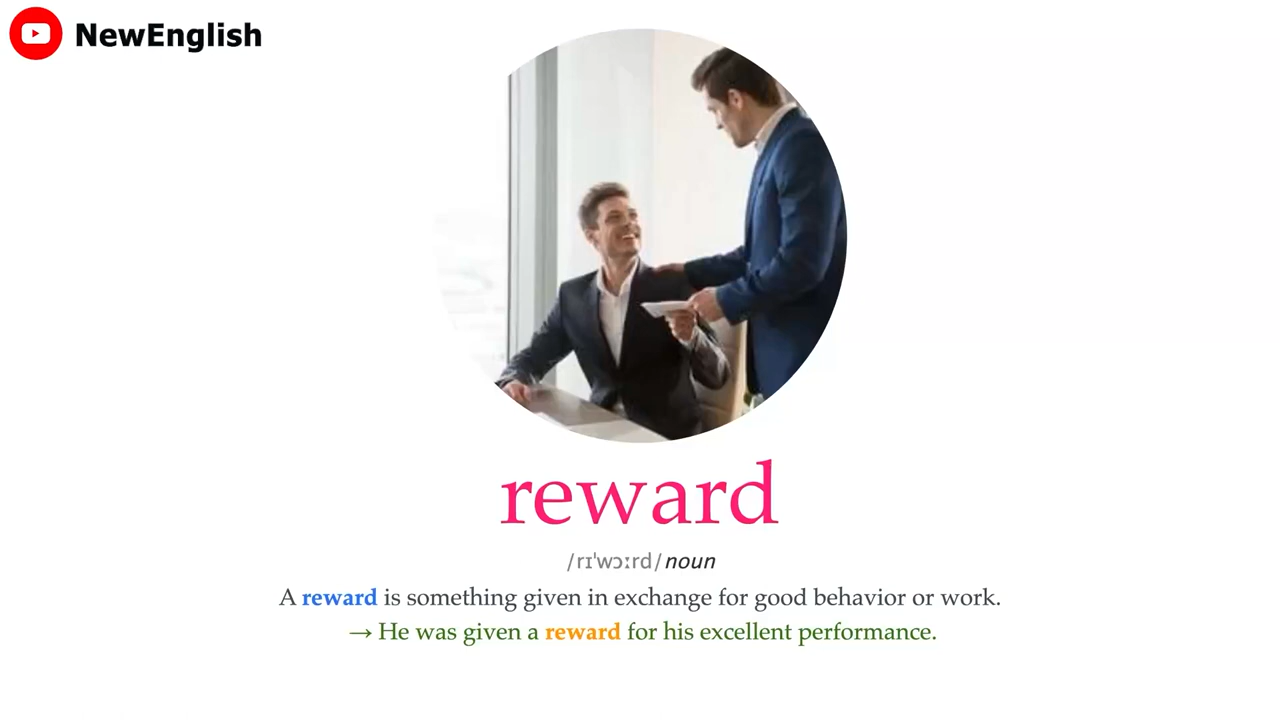 NewEnglish
reward
/rɪˈwɔːrd/ noun
A reward is something given in exchange for good behavior or work.
→ He was given a reward for his excellent performance.